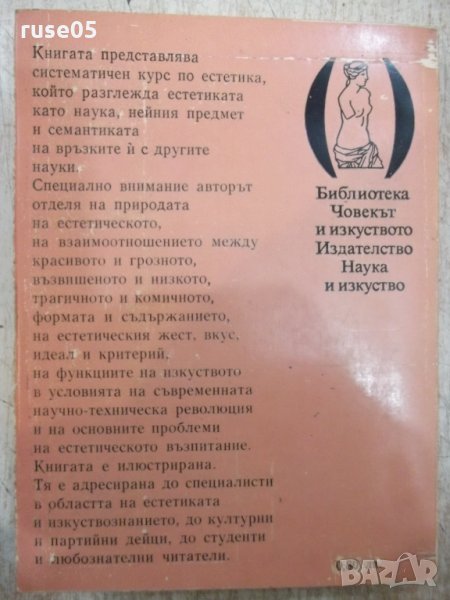 ruse05
Книгата представлява
систематичен курс по естетика,
който разглежда естетиката
като наука, нейния предмет
и семантиката
на връзките ѝ с другите
науки.
Специално внимание авторът
отделя на природата
на естетическото,
на взаимоотношението между
красивото и грозното,
възвишеното и низкото,
трагичното и комичното,
формата и съдържанието,
на естетическия жест, вкус,
идеал и критерий,
на функциите на изкуството
в условията на съвременната
научно-техническа революция
и на основните проблеми
на естетическото възпитание.
Книгата е илюстрирана.
Тя е адресирана до специалисти
в областта на естетиката
и изкуствознанието, до културни
и партийни дейци, до студенти
и любознателни читатели.
Библиотека
Човекът
и изкуството
Издателство
Наука
и изкуство
BAZAR